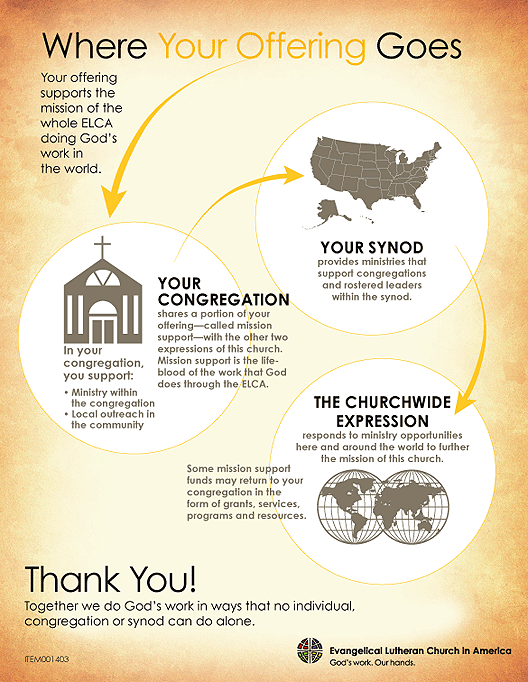 Where Your Offering Goes
Your offering
supports the
mission of the
whole ELCA
doing God's
work in
the world.
YOUR SYNOD
provides ministries that
support congregations
and rostered leaders
within the synod.
YOUR
CONGREGATION
shares a portion of your
offering—called mission
support—with the other two
expressions of this church.
Mission support is the life-
blood of the work that God
does through the ELCA.
In your
congregation,
you support:
• Ministry within
the congregation
• Local outreach in
the community
THE CHURCHWIDE
EXPRESSION
responds to ministry opportunities
here and around the world to further
the mission of this church.
Some mission support
funds may return to your
congregation in the
form of grants, services,
programs and resources.
Thank You!
Together we do God's work in ways that no individual,
congregation or synod can do alone.
ITEM001403
Evangelical Lutheran Church in America
God's work. Our hands.